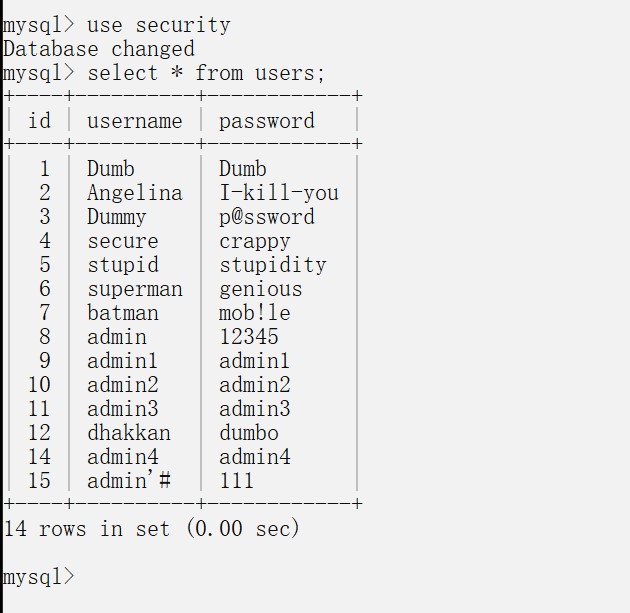 mysql> use security
Database changed
mysql> select * from users;
+----+----------+------------+
| id | username | password   |
+----+----------+------------+
|  1 | Dumb     | Dumb       |
|  2 | Angelina | I-kill-you |
|  3 | Dummy    | p@ssword   |
|  4 | secure   | crappy     |
|  5 | stupid   | stupidity  |
|  6 | superman | genious    |
|  7 | batman   | mob!le     |
|  8 | admin    | 12345      |
|  9 | admin1   | admin1     |
| 10 | admin2   | admin2     |
| 11 | admin3   | admin3     |
| 12 | dhakkan  | dumbo      |
| 14 | admin4   | admin4     |
| 15 | admin'#  | 111        |
+----+----------+------------+
14 rows in set (0.00 sec)
mysql>